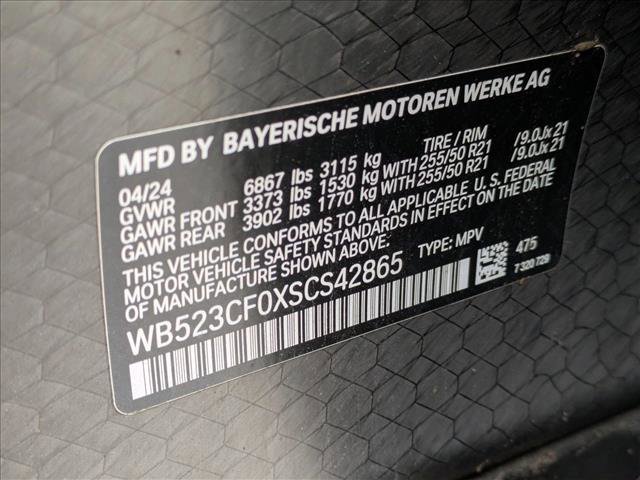 MFD BY BAYERISCHE MOTOREN WERKE AG
04/24 TIRE/RIM
GVWR 6867 lbs 3115 kg
GAWR FRONT 3373 lbs 1530 kg WITH 255/50 R21 /9.0Jx21
GAWR REAR 3902 lbs 1770 kg WITH 255/50 R21 /9.0Jx21
THIS VEHICLE CONFORMS TO ALL APPLICABLE U. S. FEDERAL
MOTOR VEHICLE SAFETY STANDARDS IN EFFECT ON THE DATE
OF MANUFACTURE SHOWN ABOVE. TYPE: MPV
WB523CF0XSCS42865
475
7 320 729